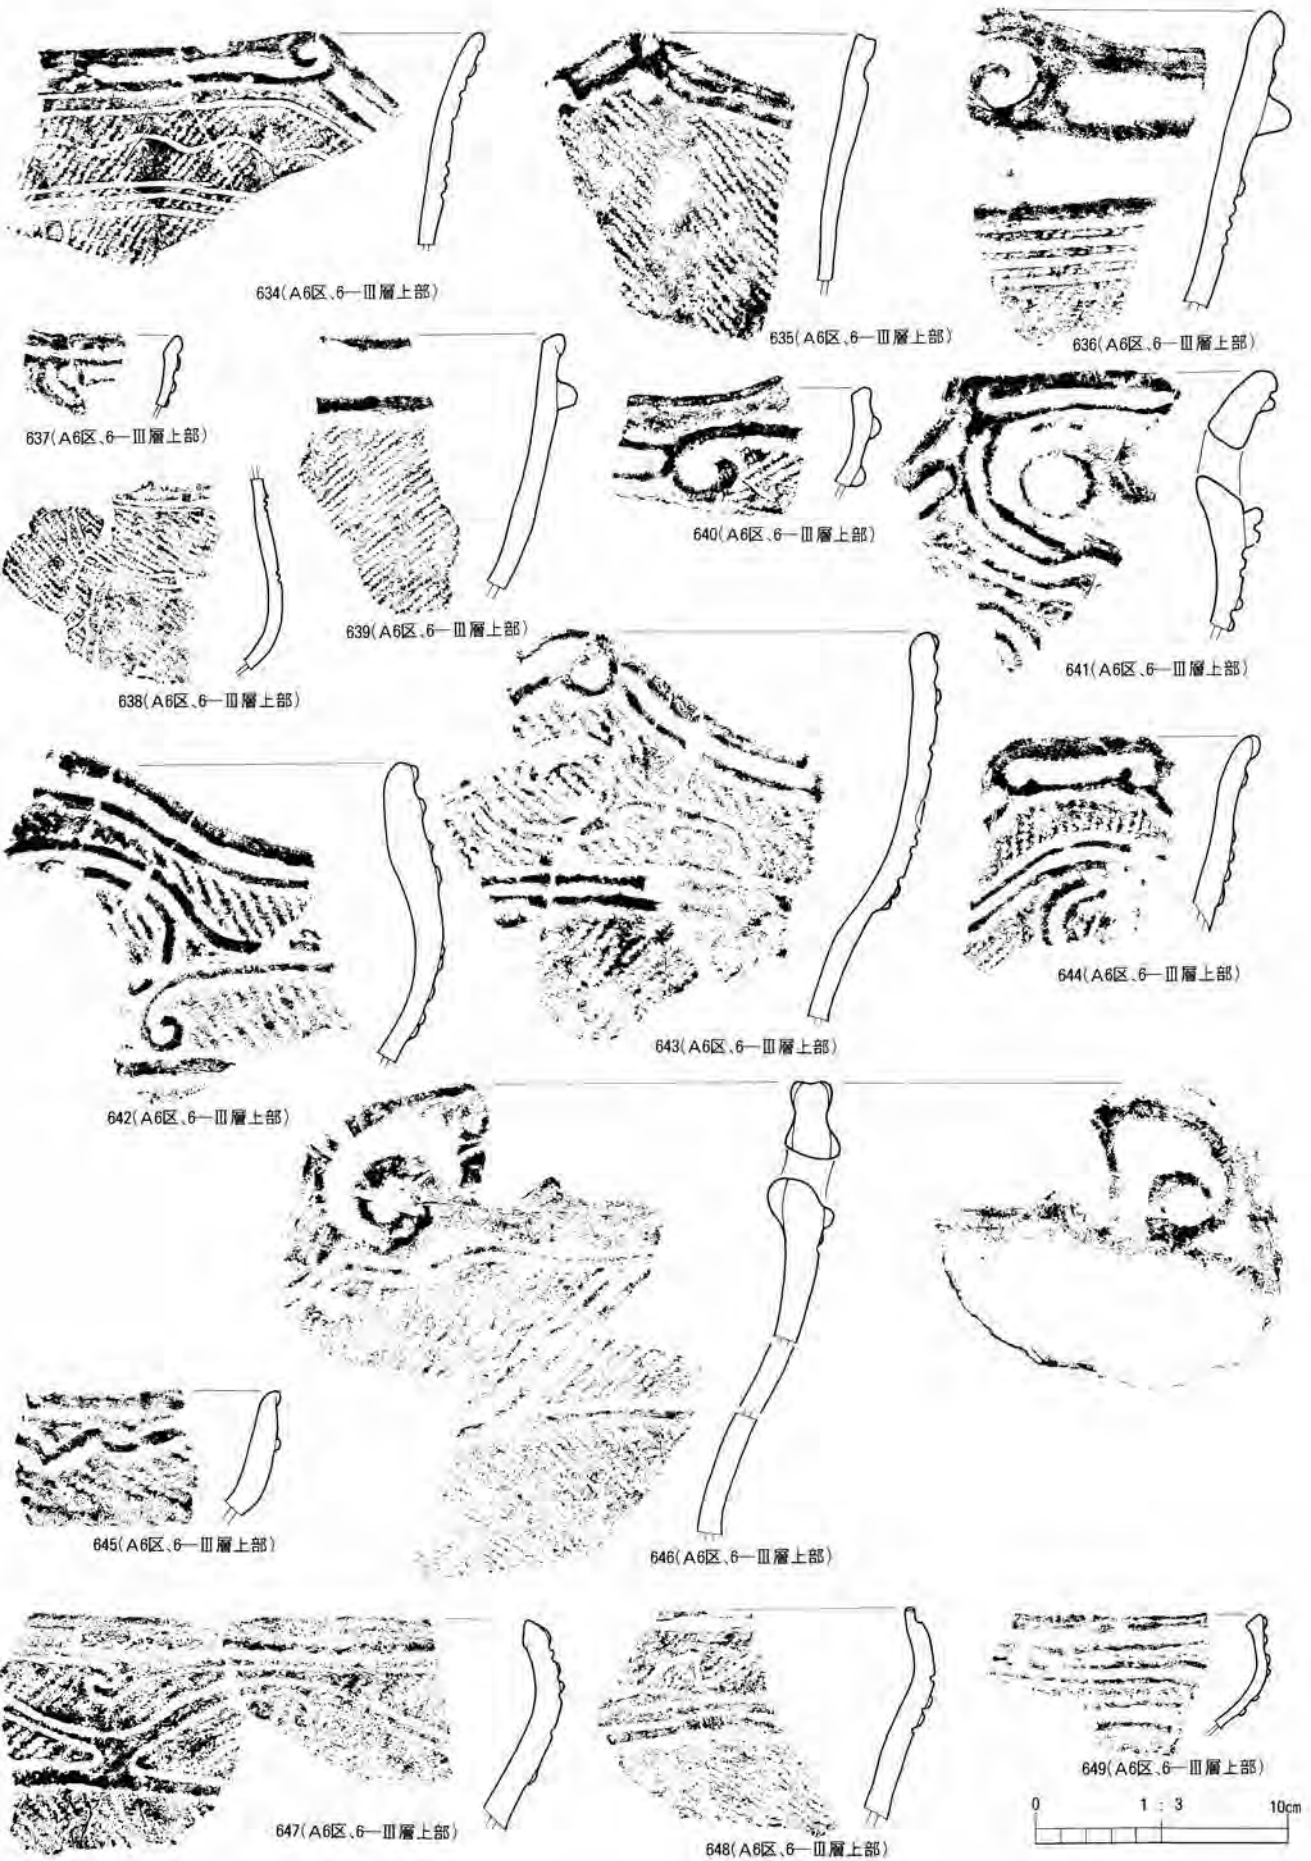 634(A6区、6—Ⅲ層上部)
635(A6区、6—Ⅲ層上部)
636(A6区、6—Ⅲ層上部)
637(A6区、6—Ⅲ層上部)
638(A6区、6—Ⅲ層上部)
639(A6区、6—Ⅲ層上部)
640(A6区、6—Ⅲ層上部)
641(A6区、6—Ⅲ層上部)
642(A6区、6—Ⅲ層上部)
643(A6区、6—Ⅲ層上部)
644(A6区、6—Ⅲ層上部)
645(A6区、6—Ⅲ層上部)
646(A6区、6—Ⅲ層上部)
647(A6区、6—Ⅲ層上部)
648(A6区、6—Ⅲ層上部)
649(A6区、6—Ⅲ層上部)
0 1 : 3 10cm